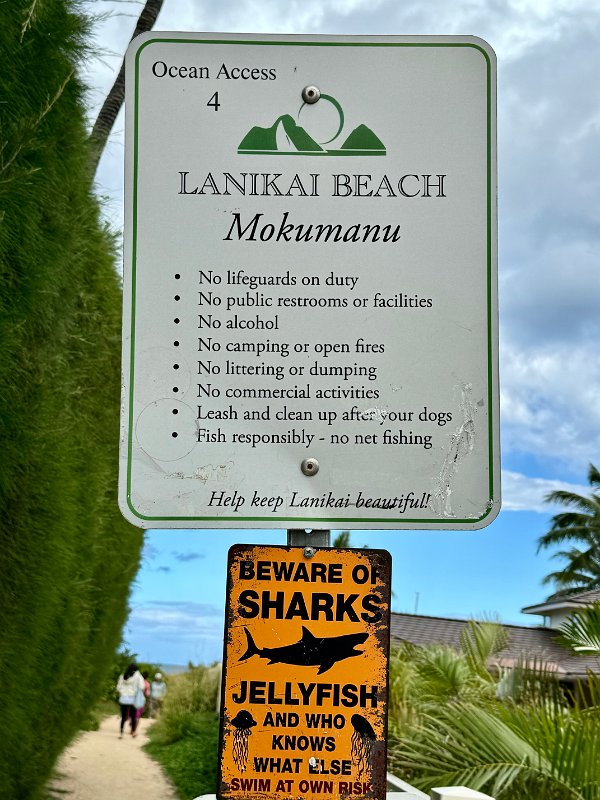 Ocean Access
4
LANIKAI BEACH
Mokumanu
• No lifeguards on duty
• No public restrooms or facilities
• No alcohol
• No camping or open fires
• No littering or dumping
• No commercial activities
• Leash and clean up after your dogs
• Fish responsibly - no net fishing
Help keep Lanikai beautiful!
BEWARE OF
SHARKS
JELLYFISH
AND WHO
KNOWS
WHAT ELSE
SWIM AT OWN RISK